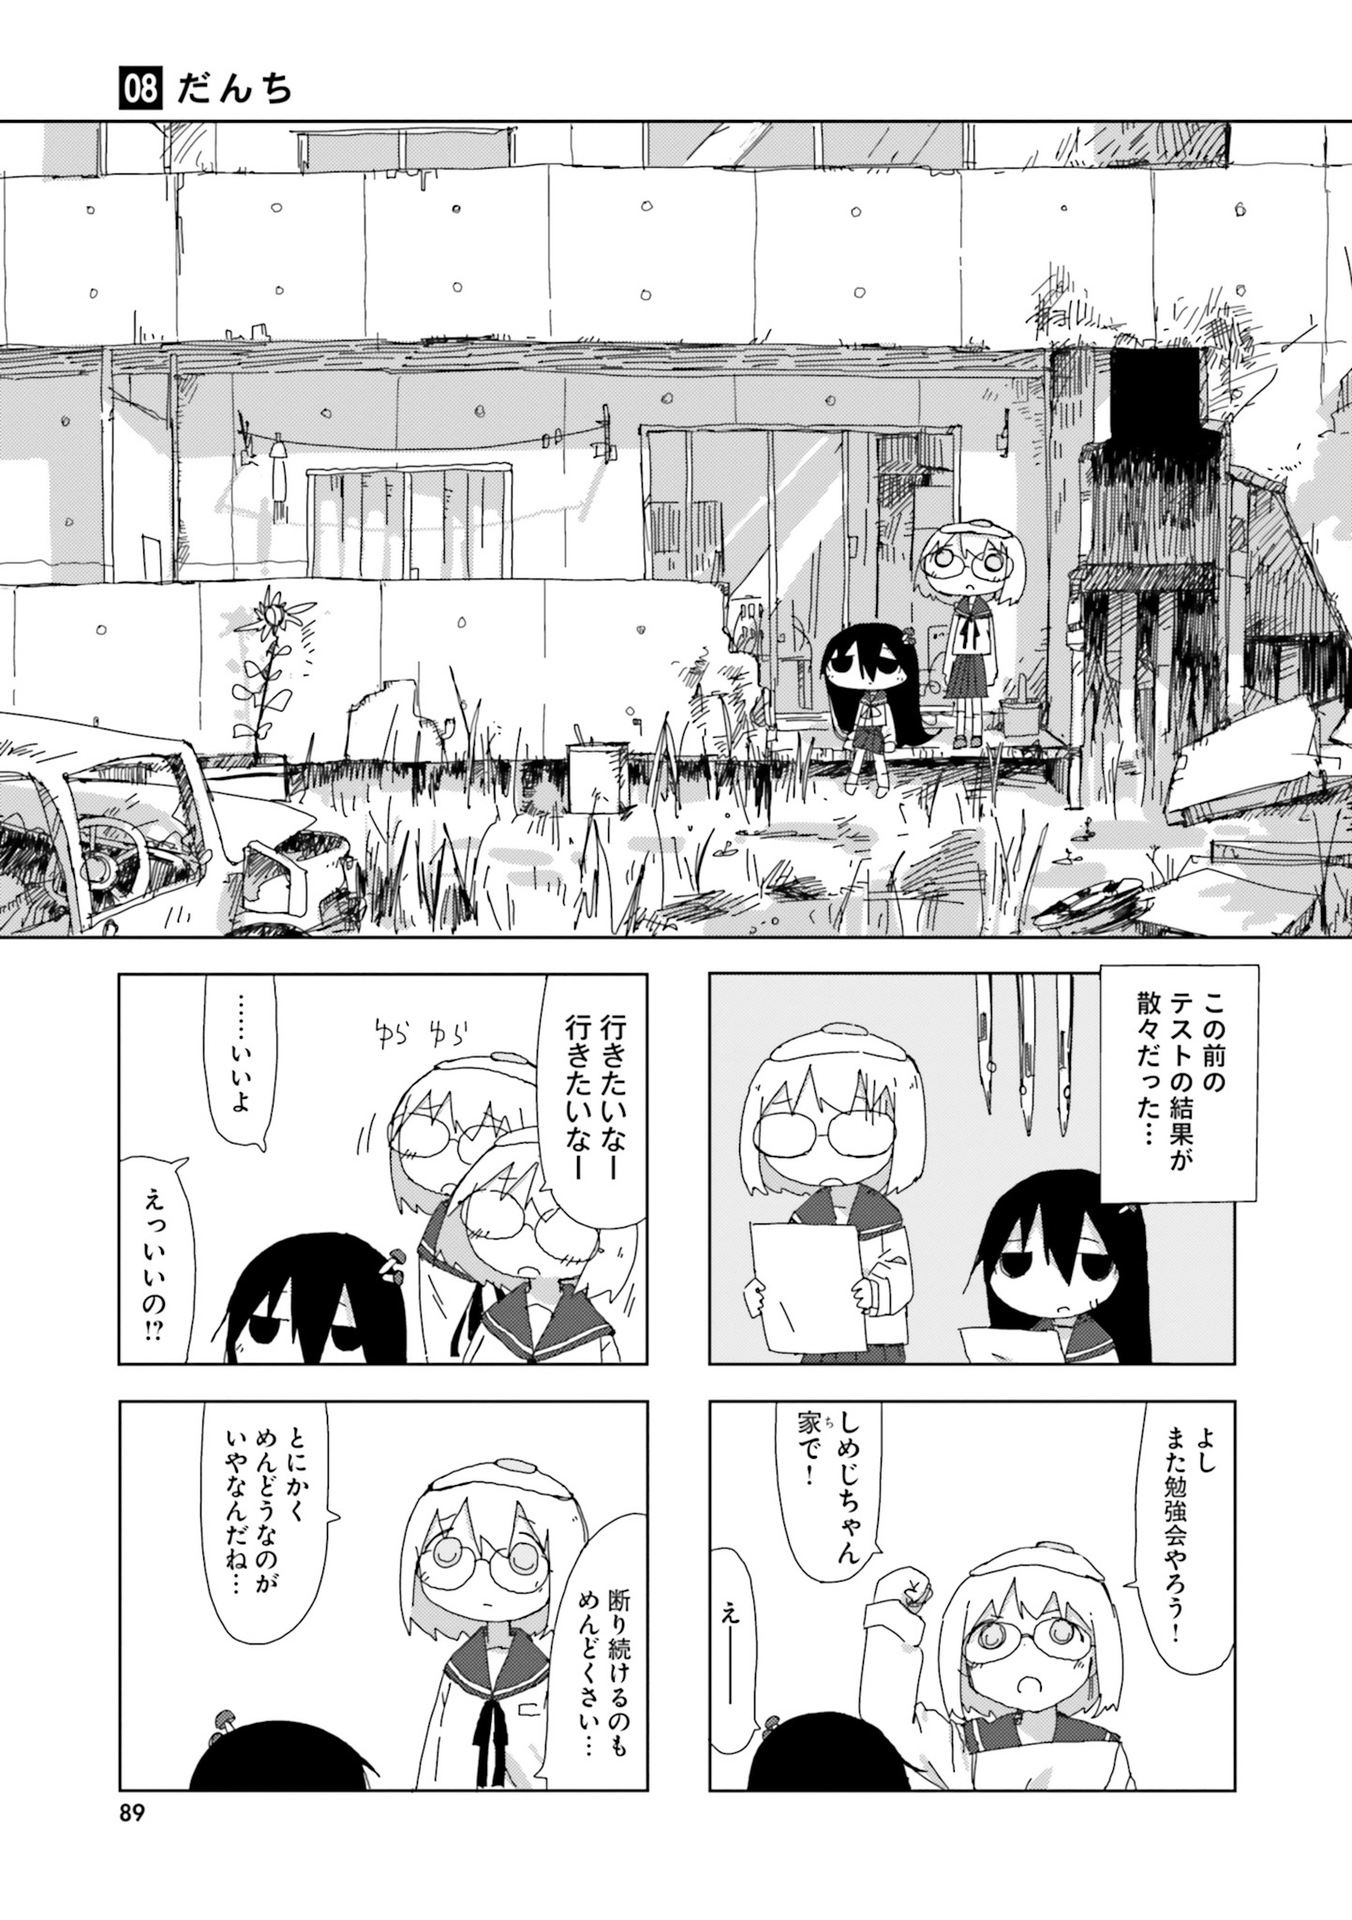 08 だんち
この前の
テストの結果が
散々だった…
よし
また勉強会やろう！
しめじちゃん
家で！
ち
えーー
行きたいなー
行きたいなー
ゆら ゆら
……いいよ
えっいいの!?
断り続けるのも
めんどくさい…
とにかく
めんどうなのが
いやなんだね…
89